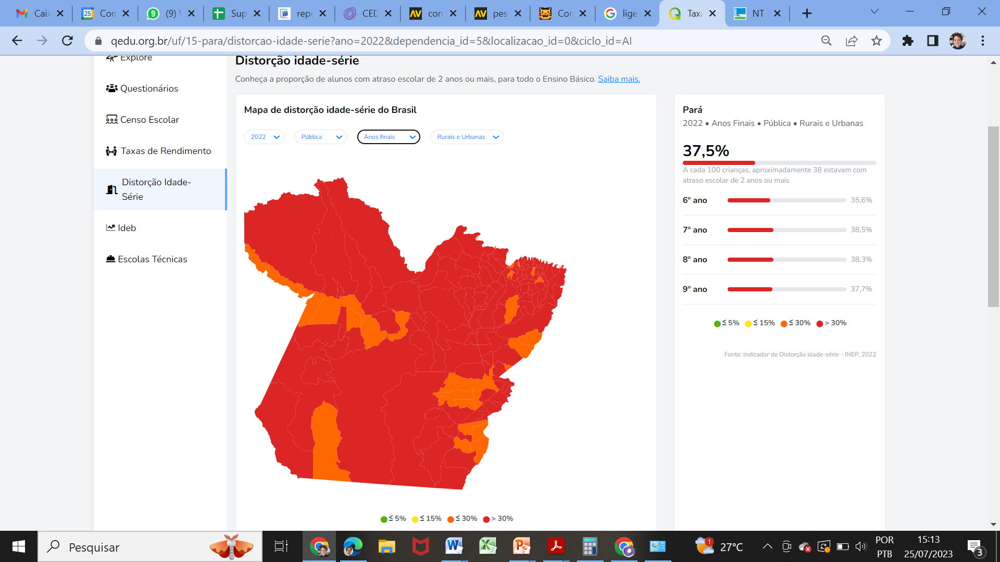 Caix
25
Con
9
(9) \
Sup
repo
CED
AV
con
AV
pes
Cor
lige
Taxa
NT
qedu.org.br/uf/15-para/distorcao-idade-serie?ano=2022&dependencia_id=5&localizacao_id=0&ciclo_id=AI
Explore
Questionários
Censo Escolar
Taxas de Rendimento
Distorção Idade-
Série
Ideb
Escolas Técnicas
Distorção idade-série
Conheça a proporção de alunos com atraso escolar de 2 anos ou mais, para todo o Ensino Básico. Saiba mais.
Mapa de distorção idade-série do Brasil
2022
Pública
Anos finais
Rurais e Urbanas
≤ 5% ≤ 15% ≤ 30% > 30%
Pará
2022 • Anos Finais • Pública • Rurais e Urbanas
37,5%
A cada 100 crianças, aproximadamente 38 estavam com
atraso escolar de 2 anos ou mais
6º ano 35,6%
7º ano 38,5%
8º ano 38,3%
9º ano 37,7%
≤ 5% ≤ 15% ≤ 30% > 30%
Fonte: Indicador de Distorção idade-série - INEP, 2022
Pesquisar
W
X
P
1
27°C
POR
PTB
15:13
25/07/2023
3